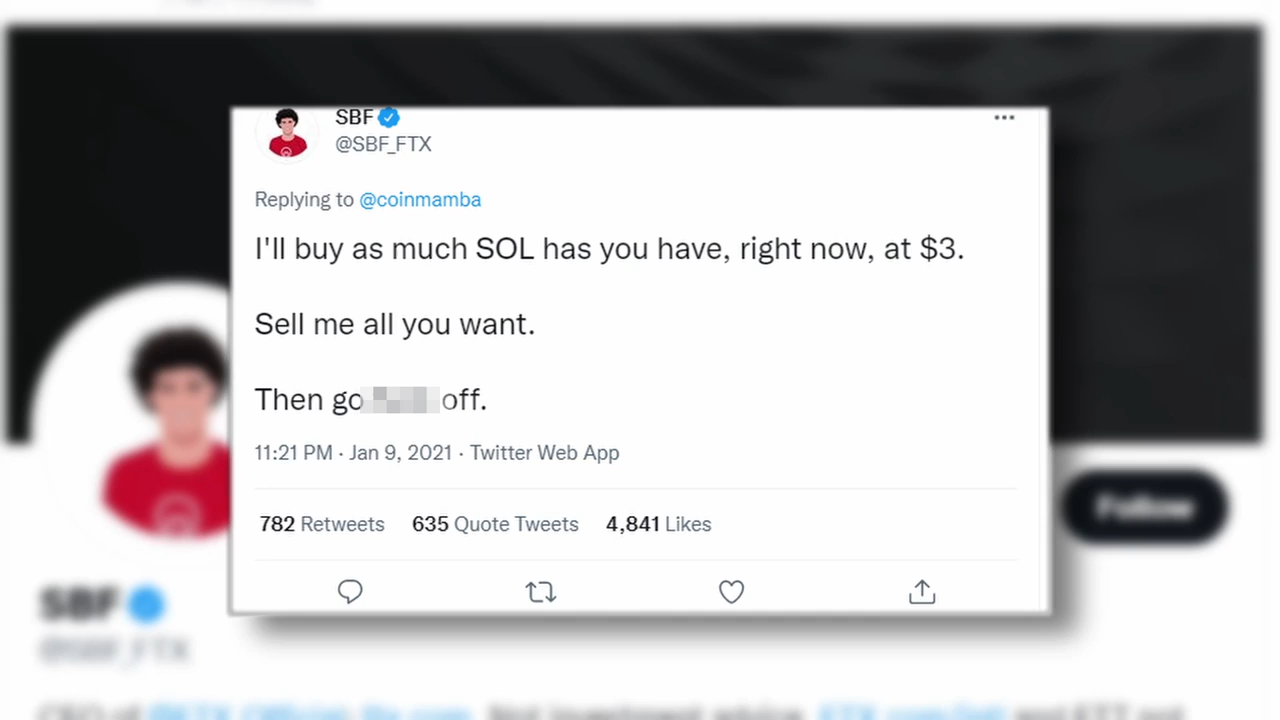 SBF
@SBF_FTX
Replying to @coinmamba
I'll buy as much SOL has you have, right now, at $3.
Sell me all you want.
Then go off.
11:21 PM · Jan 9, 2021 · Twitter Web App
782 Retweets 635 Quote Tweets 4,841 Likes
Follow
SBF
@SBF_FTX